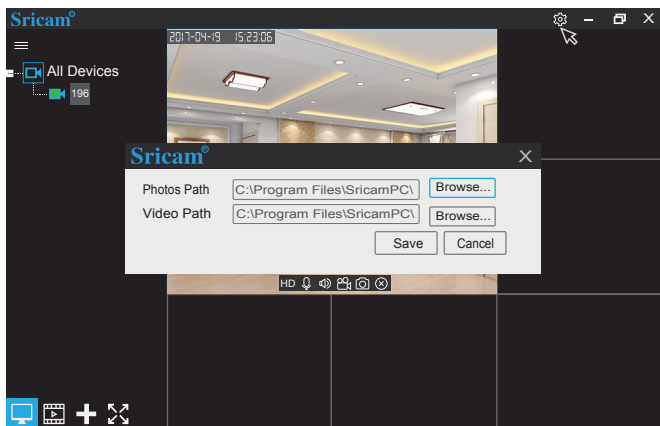 Sricam®
2017-04-19 15:23:06
All Devices
196
Sricam®
Photos Path C:\Program Files\SricamPC\ Browse...
Video Path C:\Program Files\SricamPC\ Browse...
Save Cancel
HD